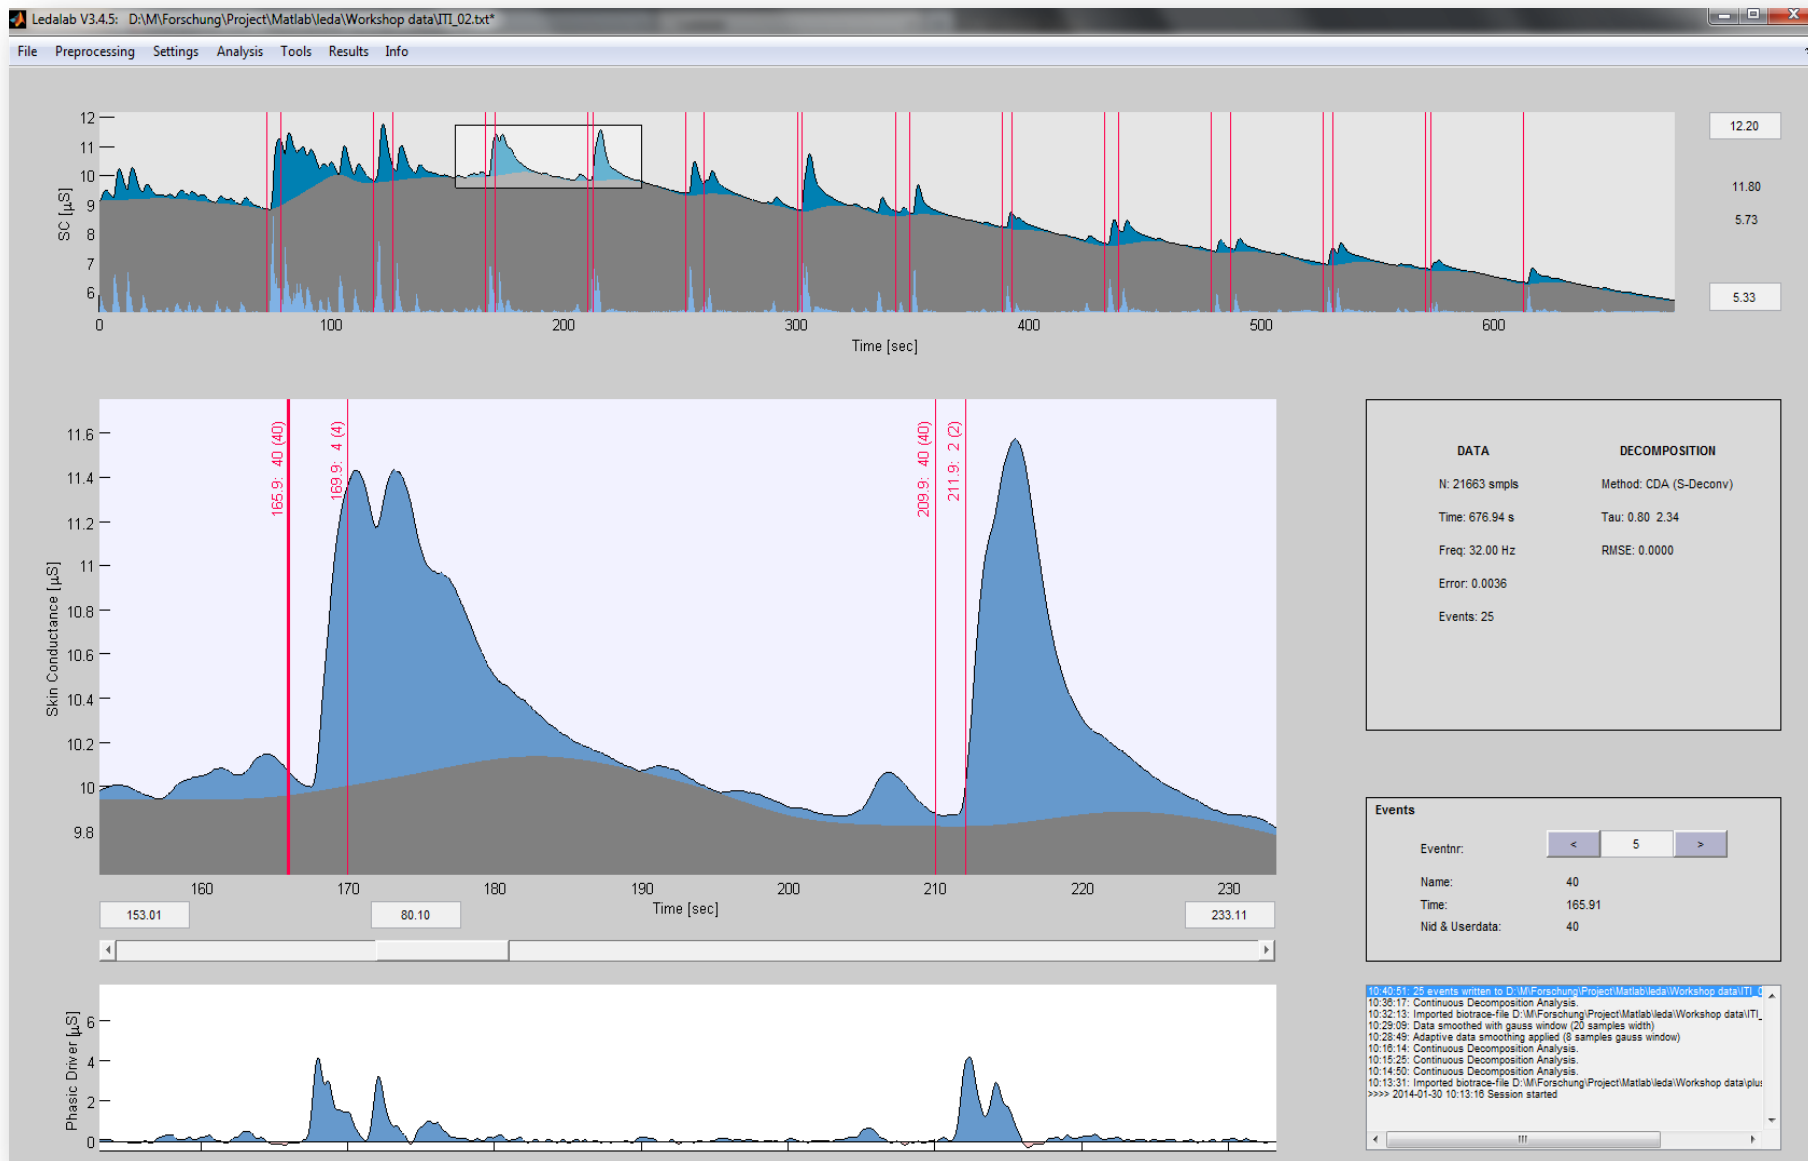 Ledalab V3.4.5:   D:\M\Forschung\Project\Matlab\leda\Workshop data\ITI_02.txt*
File   Preprocessing   Settings   Analysis   Tools   Results   Info
12
11
10
9
8
7
6
SC [µS]
0   100   200   300   400   500   600
Time [sec]
12.20
11.80
5.73
5.33
11.6
11.4
11.2
11
10.8
10.6
10.4
10.2
10
9.8
Skin Conductance [µS]
165.9:  40 (40)
169.9:  4 (4)
209.9:  40 (40)
211.9:  2 (2)
160   170   180   190   200   210   220   230
Time [sec]
153.01   80.10   233.11
6
4
2
0
Phasic Driver [µS]
DATA   DECOMPOSITION
N: 21663 smpls   Method: CDA (S-Deconv)
Time: 676.94 s   Tau: 0.80  2.34
Freq: 32.00 Hz   RMSE: 0.0000
Error: 0.0036
Events: 25
Events
Eventnr:   <   5   >
Name:   40
Time:   165.91
Nid & Userdata:   40
10:40:51: 25 events written to D:\M\Forschung\Project\Matlab\leda\Workshop data\ITI_
10:36:17: Continuous Decomposition Analysis.
10:32:13: Imported biotrace-file D:\M\Forschung\Project\Matlab\leda\Workshop data\ITI_
10:29:09: Data smoothed with gauss window (20 samples width)
10:28:49: Adaptive data smoothing applied (8 samples gauss window)
10:16:14: Continuous Decomposition Analysis.
10:15:25: Continuous Decomposition Analysis.
10:14:50: Continuous Decomposition Analysis.
10:13:31: Imported biotrace-file D:\M\Forschung\Project\Matlab\leda\Workshop data\plu
>>>> 2014-01-30 10:13:16 Session started